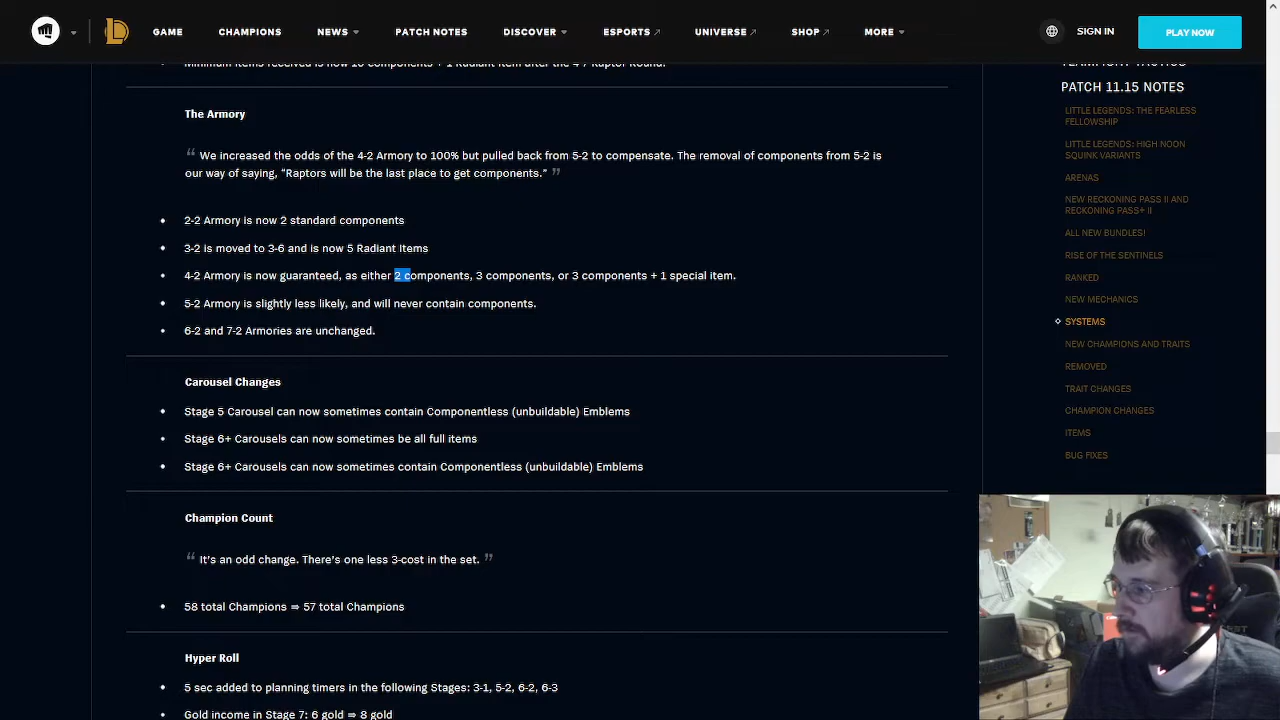 GAME
CHAMPIONS
NEWS
PATCH NOTES
DISCOVER
ESPORTS
UNIVERSE
SHOP
MORE
SIGN IN
PLAY NOW
Minimum items received is now 10 components + 1 Radiant Item after the 4-7 Raptor Round.
The Armory
“ We increased the odds of the 4-2 Armory to 100% but pulled back from 5-2 to compensate. The removal of components from 5-2 is
our way of saying, “Raptors will be the last place to get components.” ”
• 2-2 Armory is now 2 standard components
• 3-2 is moved to 3-6 and is now 5 Radiant Items
• 4-2 Armory is now guaranteed, as either 2 components, 3 components, or 3 components + 1 special item.
• 5-2 Armory is slightly less likely, and will never contain components.
• 6-2 and 7-2 Armories are unchanged.
Carousel Changes
• Stage 5 Carousel can now sometimes contain Componentless (unbuildable) Emblems
• Stage 6+ Carousels can now sometimes be all full items
• Stage 6+ Carousels can now sometimes contain Componentless (unbuildable) Emblems
Champion Count
“ It’s an odd change. There’s one less 3-cost in the set. ”
• 58 total Champions ⇒ 57 total Champions
Hyper Roll
• 5 sec added to planning timers in the following Stages: 3-1, 5-2, 6-2, 6-3
• Gold income in Stage 7: 6 gold ⇒ 8 gold
TEAMFIGHT TACTICS
PATCH 11.15 NOTES
LITTLE LEGENDS: THE FEARLESS
FELLOWSHIP
LITTLE LEGENDS: HIGH NOON
SQUINK VARIANTS
ARENAS
NEW RECKONING PASS II AND
RECKONING PASS+ II
ALL NEW BUNDLES!
RISE OF THE SENTINELS
RANKED
NEW MECHANICS
SYSTEMS
NEW CHAMPIONS AND TRAITS
REMOVED
TRAIT CHANGES
CHAMPION CHANGES
ITEMS
BUG FIXES